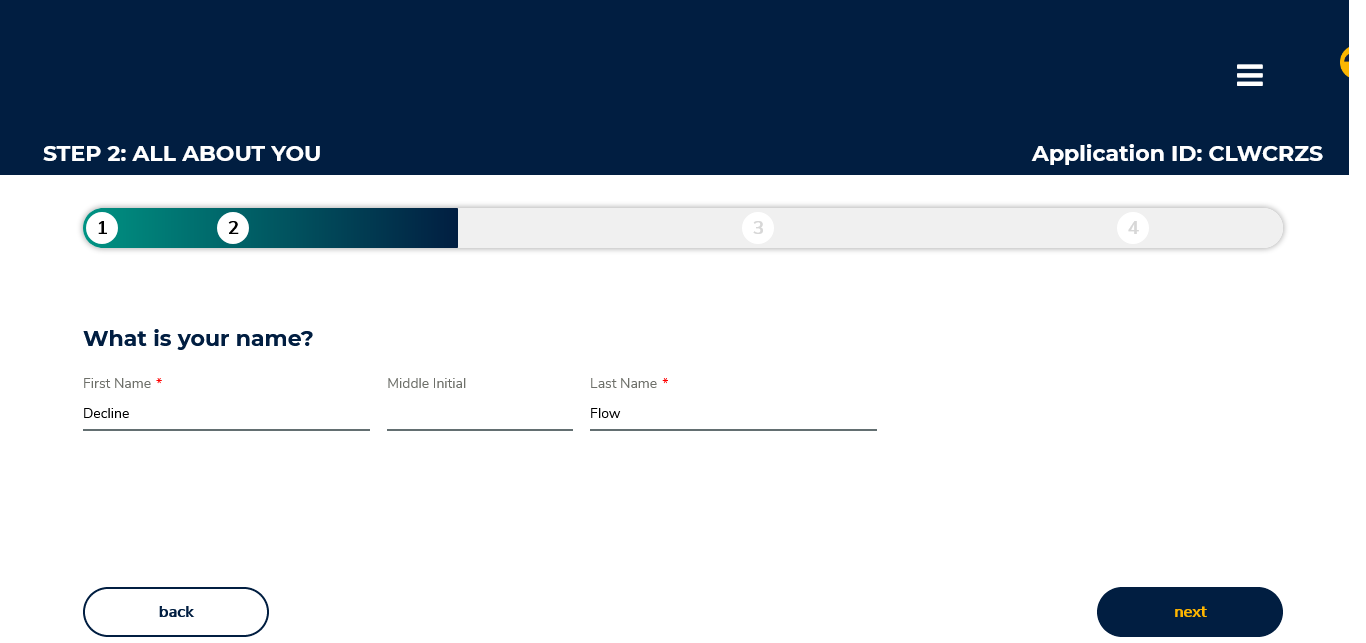 STEP 2: ALL ABOUT YOU
Application ID: CLWCRZS
1 2 3 4
What is your name?
First Name * Middle Initial Last Name *
Decline Flow
back next